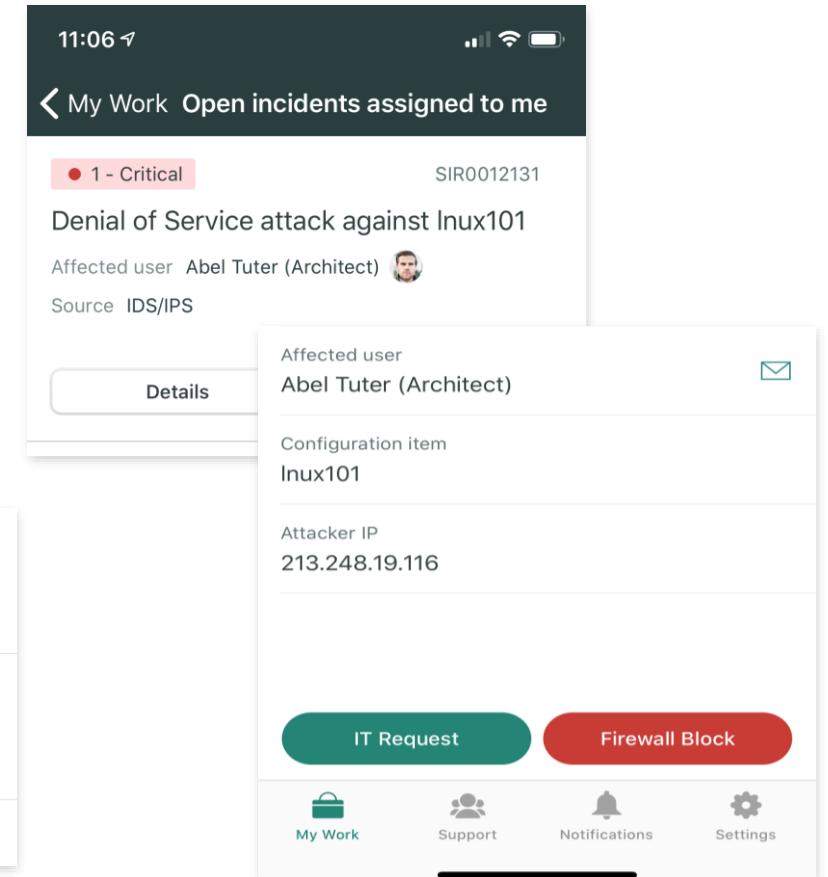 11:06
My Work Open incidents assigned to me
1 - Critical SIR0012131
Denial of Service attack against lnux101
Affected user Abel Tuter (Architect)
Source IDS/IPS
Details
Affected user
Abel Tuter (Architect)
Configuration item
lnux101
Attacker IP
213.248.19.116
IT Request Firewall Block
My Work Support Notifications Settings